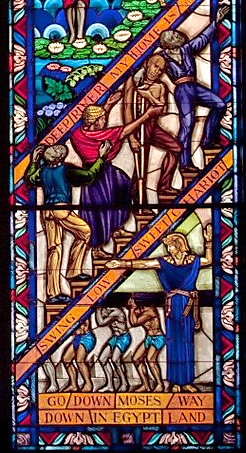 DEEP RIVER MY HOME IS
SWING LOW SWEET CHARIOT
GO DOWN MOSES WAY
DOWN IN EGYPT LAND